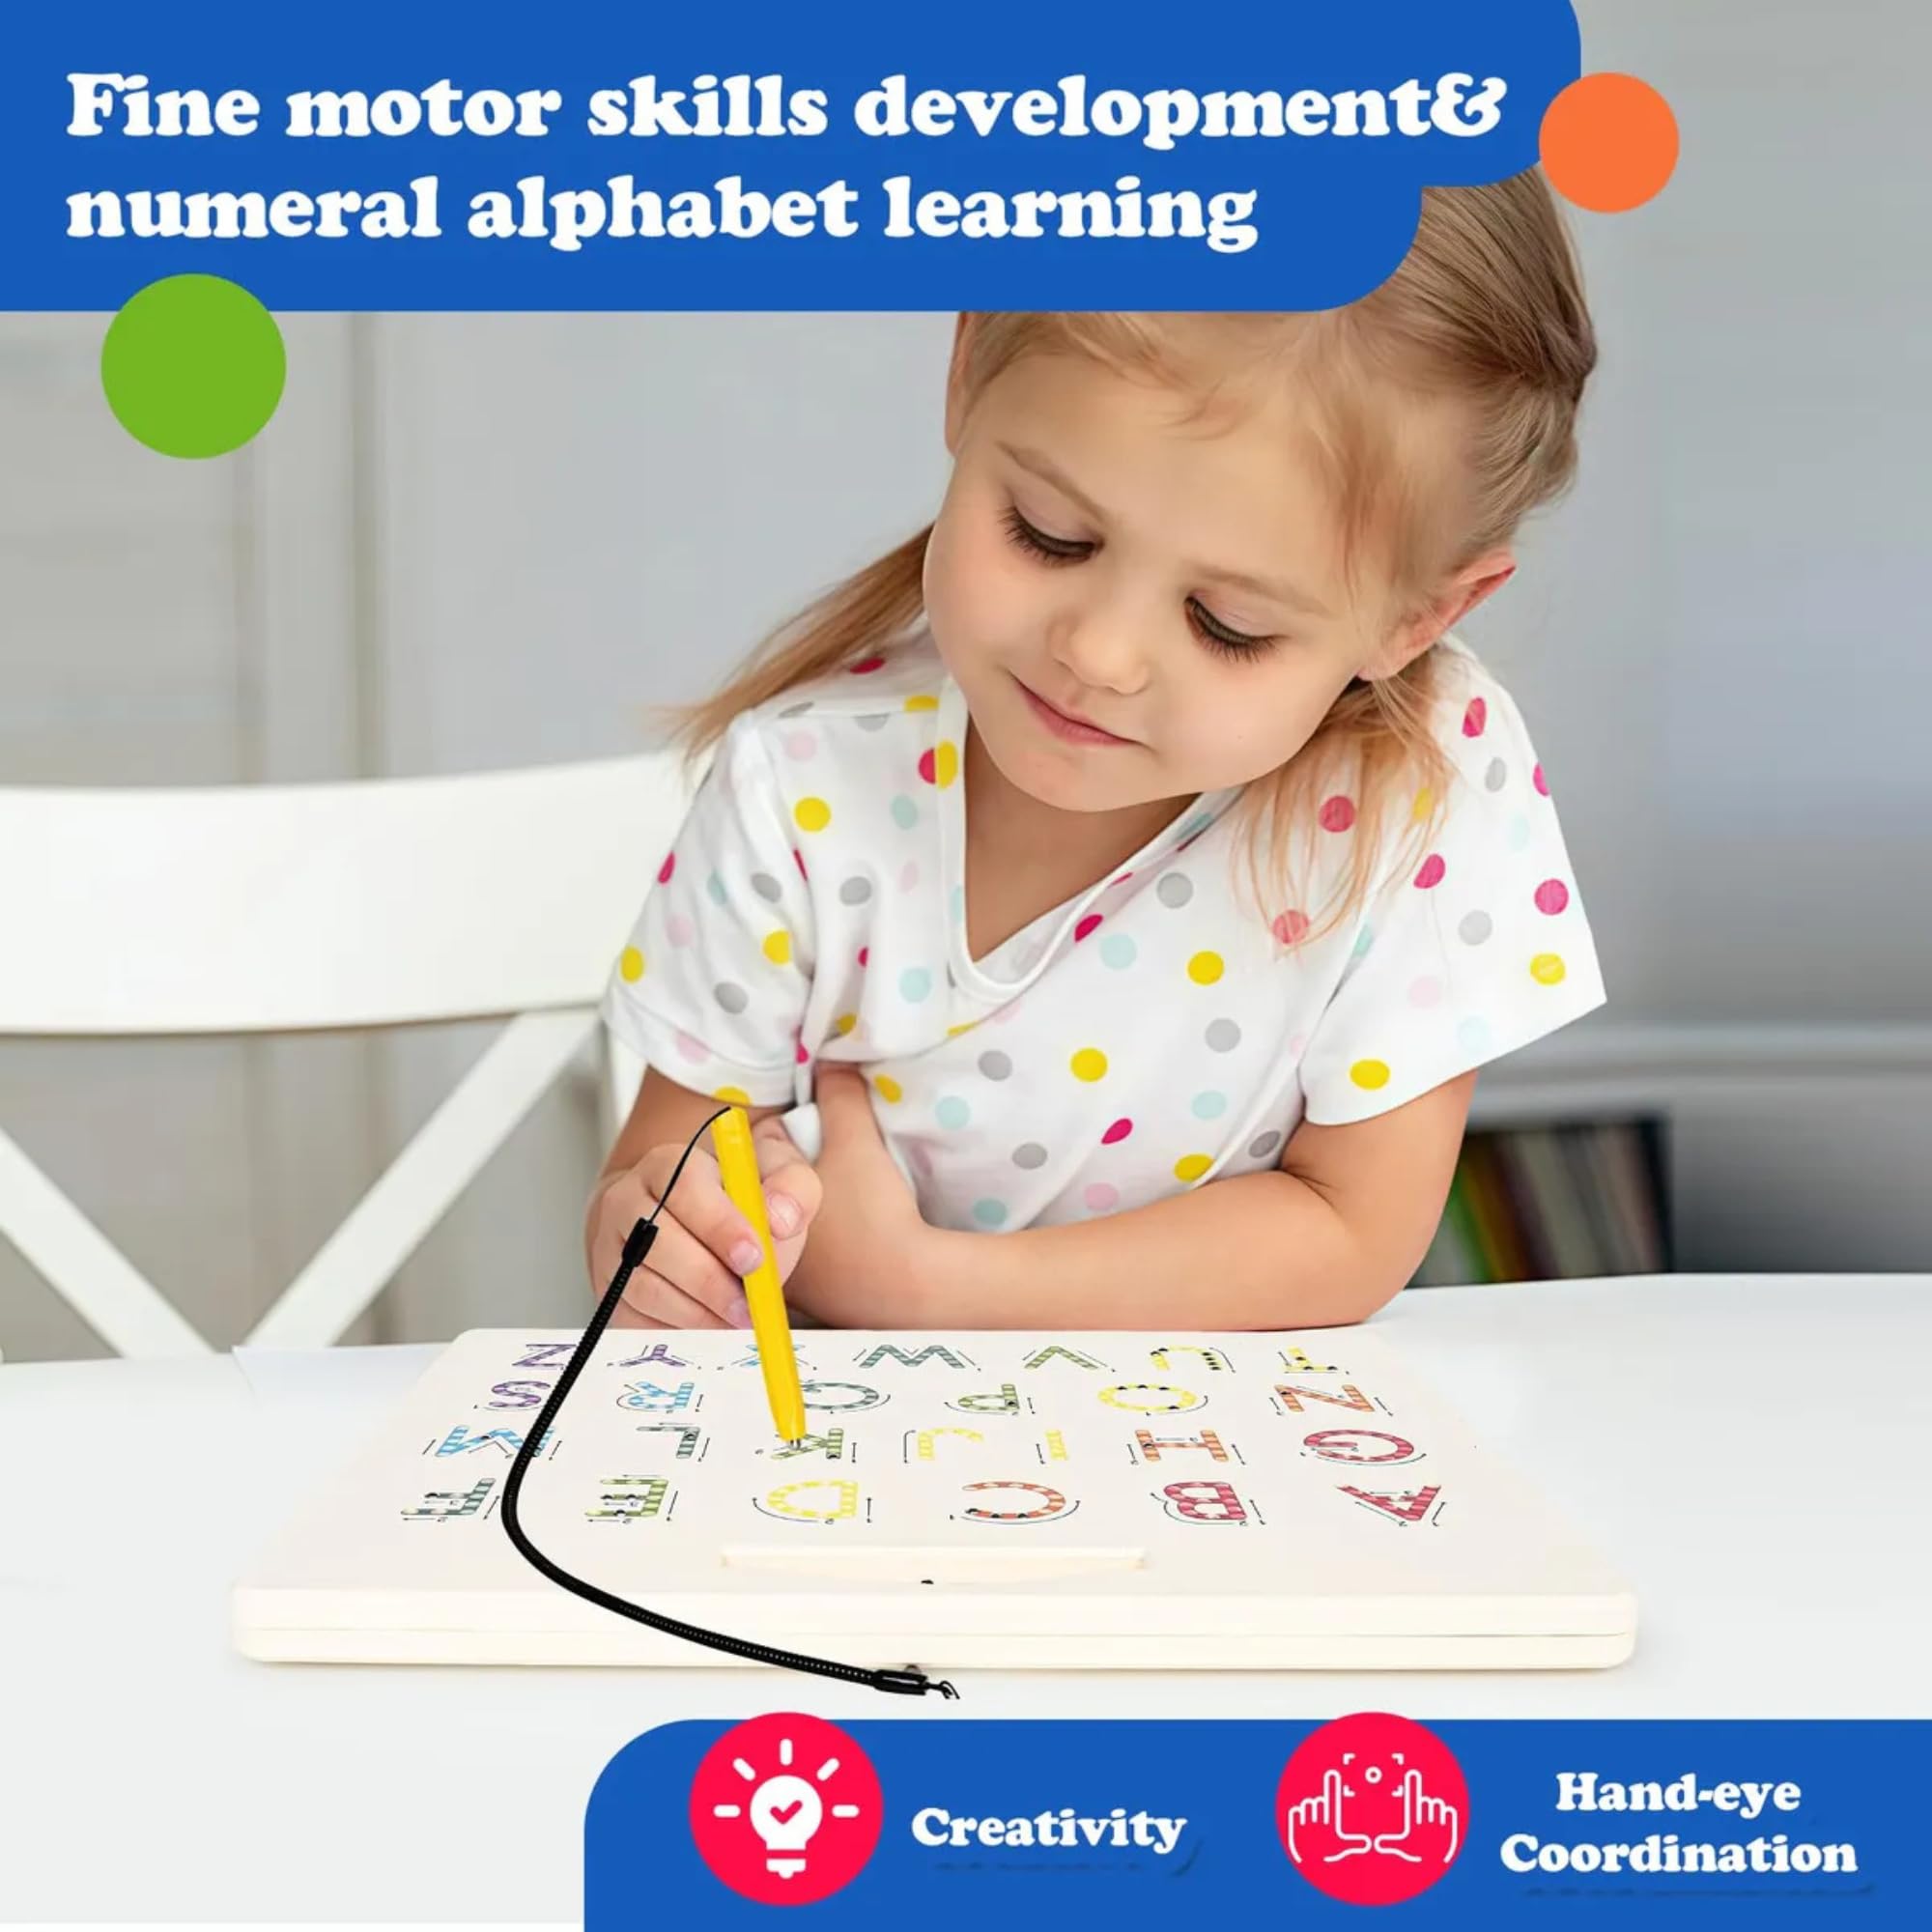 Fine motor skills development&
numeral alphabet learning
A B C D E F
G H I J K L M
N O P Q R S
T U V W X Y Z
Creativity
Hand-eye
Coordination